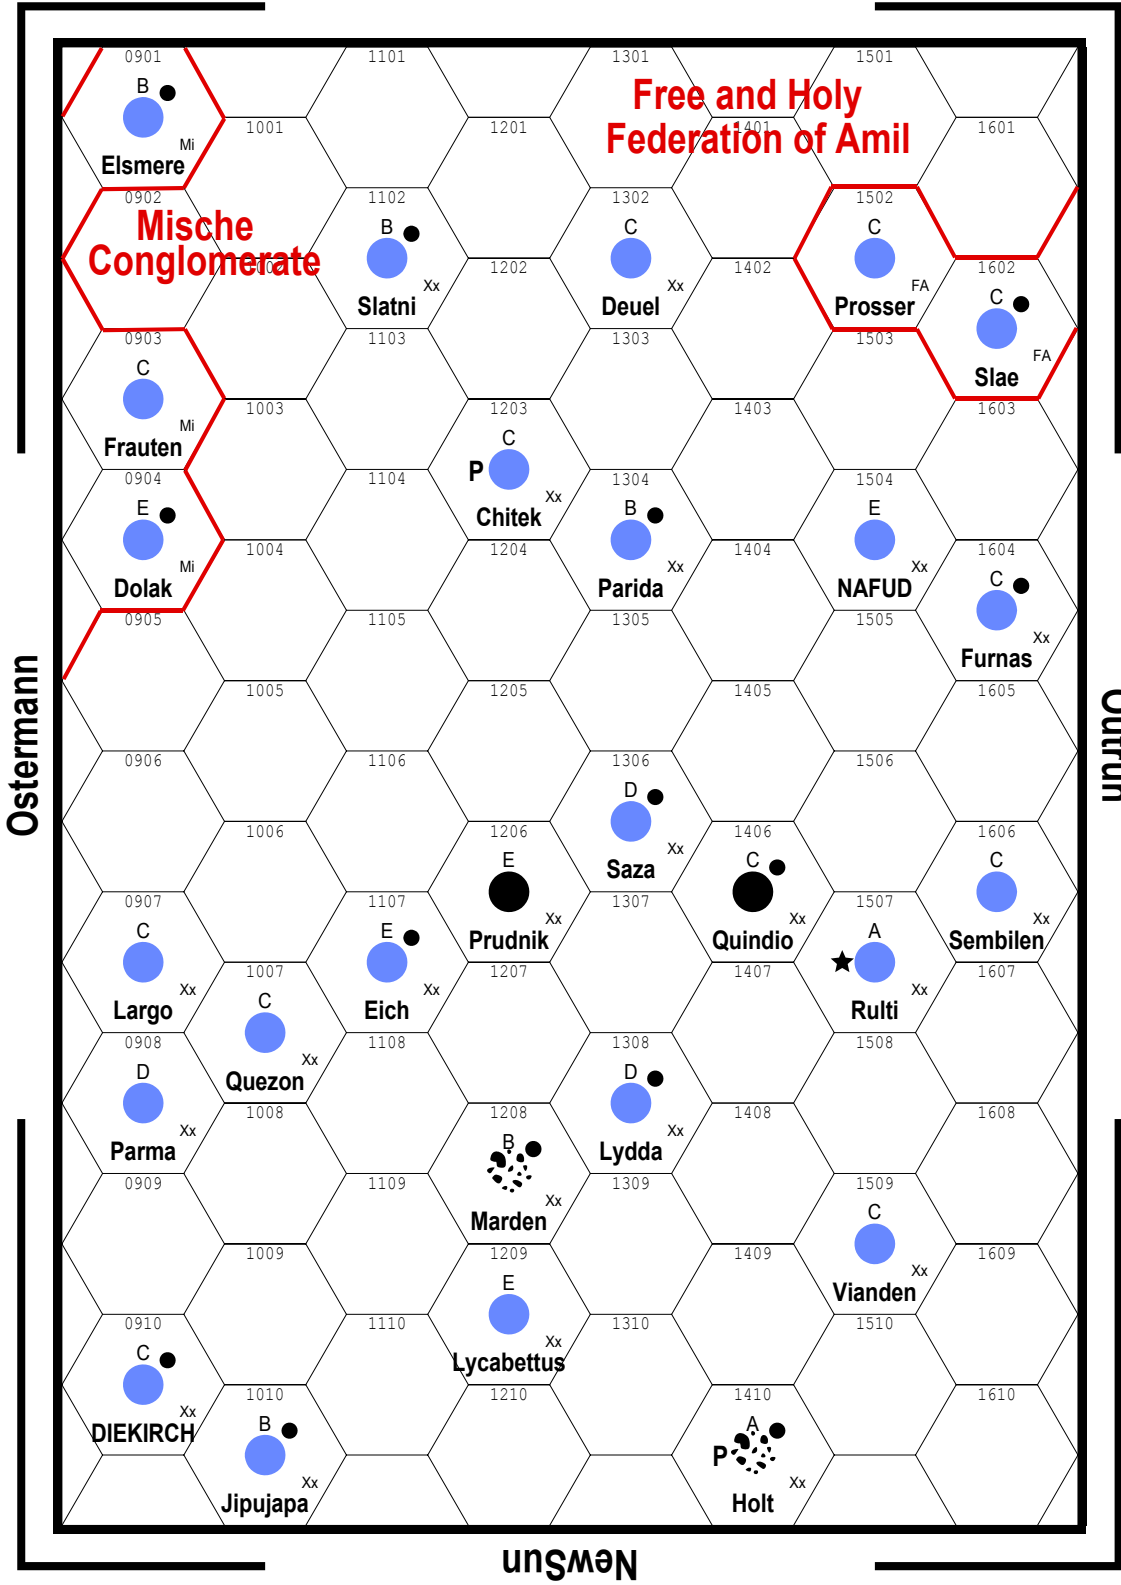 0901 1101 1301 1501
B
Free and Holy
1001 1201 1401 1601
Federation of Amil
Mi
Elsmere
0902 1102 1302 1502
Mische
B C C
Conglomerate
1002 1202 1402 1602
Xx Xx FA
Slatni Deuel Prosser
C
0903 1103 1303 1503
FA
C
Slae
1003 1203 1403 1603
Mi
C
Frauten
P
0904 1104 1304 1504
Xx
E B E
Chitek
1004 1204 1404 1604
Mi Xx Xx
C
Dolak Parida NAFUD
0905 1105 1305 1505
Xx
Furnas
1005 1205 1405 1605
Ostermann
Outrun
0906 1106 1306 1506
D
1006 1206 1406 1606
Xx
E C C
Saza
0907 1107 1307 1507
Xx Xx Xx
C E A
Prudnik Quindio Sembilen
1007 1207 1407 1607
Xx Xx Xx
C
Largo Eich Rulti
0908 1108 1308 1508
Xx
D D
Quezon
1008 1208 1408 1608
Xx Xx
B
Parma Lydda
0909 1109 1309 1509
Xx
C
Marden
1009 1209 1409 1609
Xx
E
Vianden
0910 1110 1310 1510
Xx
C
Lycabettus
1010 1210 1410 1610
Xx
B A
DIEKIRCH
P
Xx Xx
Jipujapa Holt
NewSun